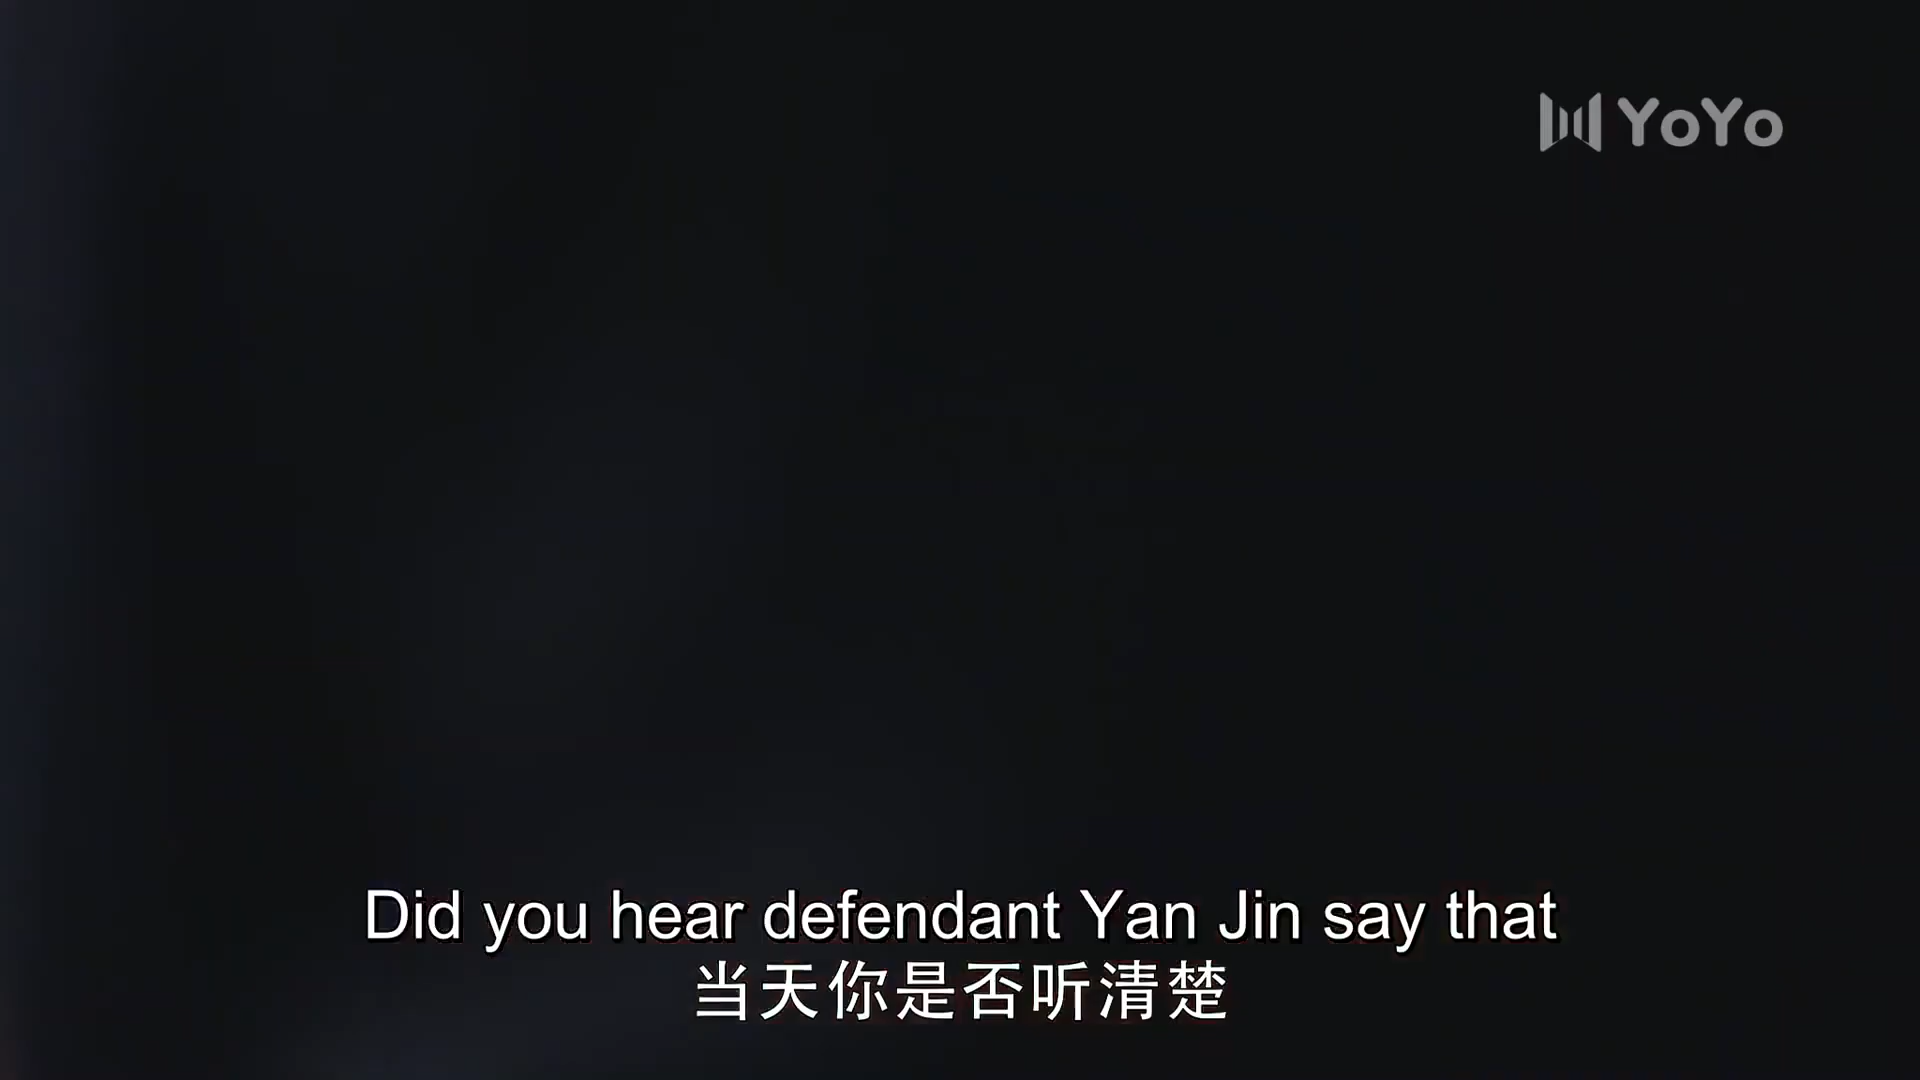 YoYo
Did you hear defendant Yan Jin say that
当天你是否听清楚